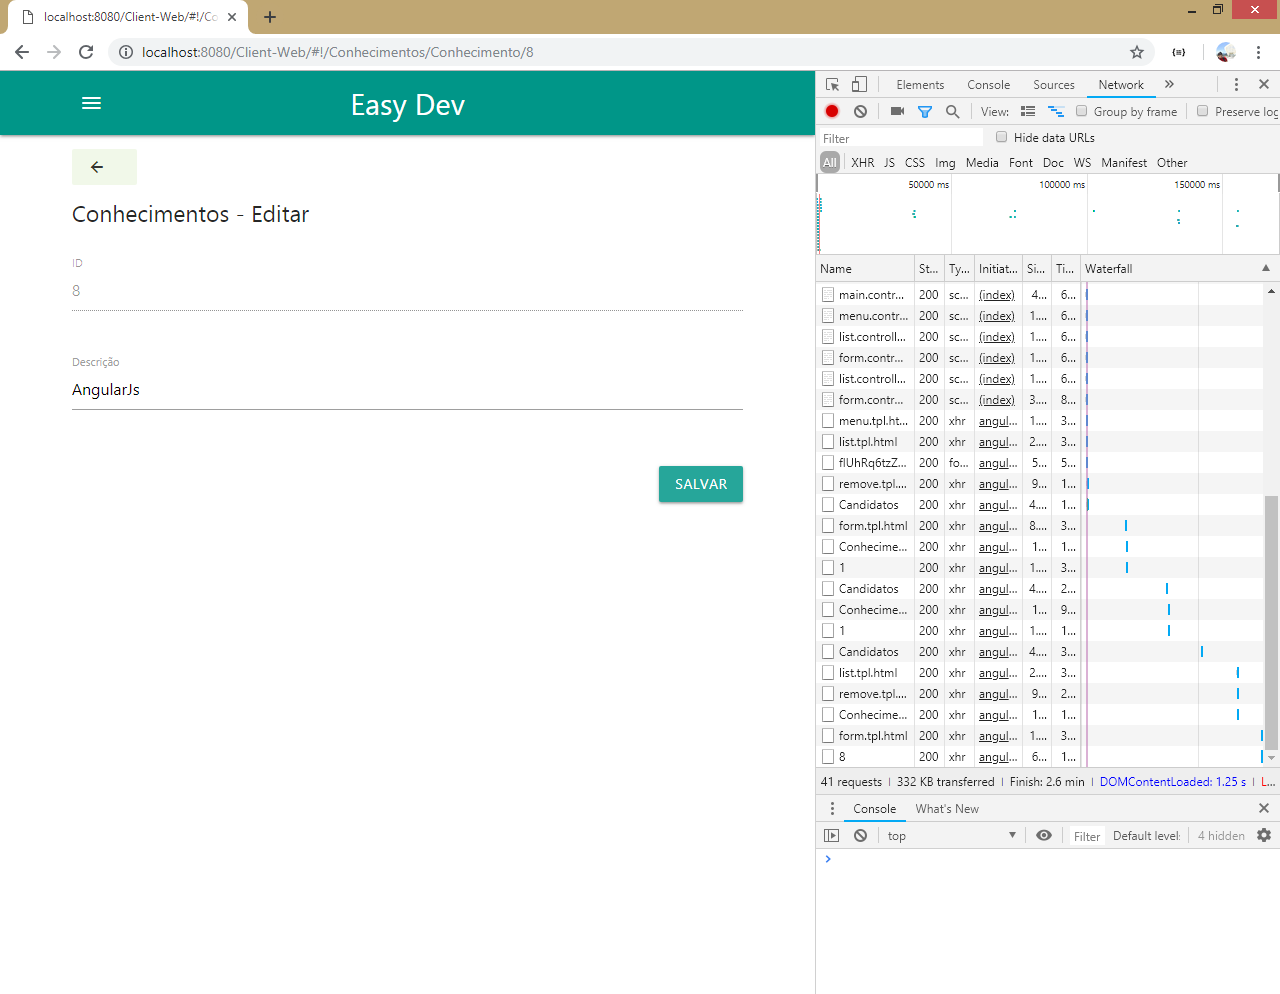 localhost:8080/Client-Web/#!/Co
localhost:8080/Client-Web/#!/Conhecimentos/Conhecimento/8
Easy Dev
Conhecimentos - Editar
ID
8
Descrição
AngularJs
SALVAR
Elements Console Sources Network
View: Group by frame Preserve log
Filter Hide data URLs
All XHR JS CSS Img Media Font Doc WS Manifest Other
50000 ms 100000 ms 150000 ms
Name St... Ty... Initiat... Si... Ti... Waterfall
main.contr... 200 sc... (index) 4... 6...
menu.contr... 200 sc... (index) 1.... 6...
list.controll... 200 sc... (index) 1.... 6...
form.contr... 200 sc... (index) 1.... 6...
list.controll... 200 sc... (index) 1.... 6...
form.contr... 200 sc... (index) 3.... 8...
menu.tpl.ht... 200 xhr angul... 1.... 3...
list.tpl.html 200 xhr angul... 2.... 3...
flUhRq6tzZ... 200 fo... angul... 5... 5...
remove.tpl.... 200 xhr angul... 9... 1...
Candidatos 200 xhr angul... 4.... 1...
form.tpl.html 200 xhr angul... 8.... 3...
Conhecime... 200 xhr angul... 1... 1...
1 200 xhr angul... 1.... 3...
Candidatos 200 xhr angul... 4.... 2...
Conhecime... 200 xhr angul... 1... 9...
1 200 xhr angul... 1.... 1...
Candidatos 200 xhr angul... 4.... 3...
list.tpl.html 200 xhr angul... 2.... 3...
remove.tpl.... 200 xhr angul... 9... 2...
Conhecime... 200 xhr angul... 1... 1...
form.tpl.html 200 xhr angul... 1.... 3...
8 200 xhr angul... 6... 1...
41 requests | 332 KB transferred | Finish: 2.6 min | DOMContentLoaded: 1.25 s | L...
Console What's New
top Filter Default level: 4 hidden